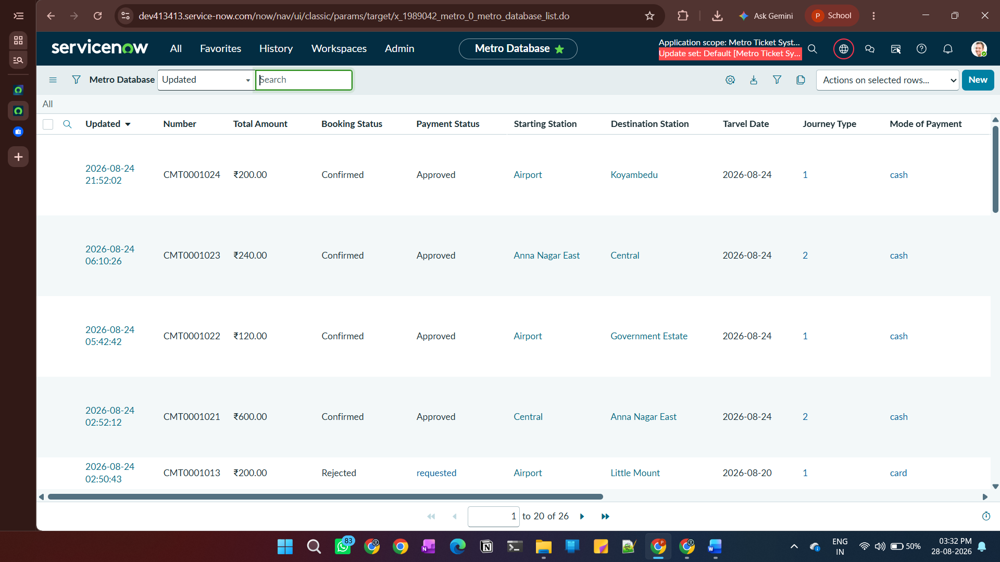 dev413413.service-now.com/now/nav/ui/classic/params/target/x_1989042_metro_0_metro_database_list.do
Ask Gemini
P School
servicenow
All Favorites History Workspaces Admin
Metro Database
Application scope: Metro Ticket Syst...
Update set: Default [Metro Ticket Sy...
Metro Database Updated Search
Actions on selected rows...
New
All
Updated Number Total Amount Booking Status Payment Status Starting Station Destination Station Tarvel Date Journey Type Mode of Payment
2026-08-24
21:52:02 CMT0001024 ₹200.00 Confirmed Approved Airport Koyambedu 2026-08-24 1 cash
2026-08-24
06:10:26 CMT0001023 ₹240.00 Confirmed Approved Anna Nagar East Central 2026-08-24 2 cash
2026-08-24
05:42:42 CMT0001022 ₹120.00 Confirmed Approved Airport Government Estate 2026-08-24 1 cash
2026-08-24
02:52:12 CMT0001021 ₹600.00 Confirmed Approved Central Anna Nagar East 2026-08-24 2 cash
2026-08-24
02:50:43 CMT0001013 ₹200.00 Rejected requested Airport Little Mount 2026-08-20 1 card
1 to 20 of 26
83
P
ENG
IN
50%
03:32 PM
28-08-2026